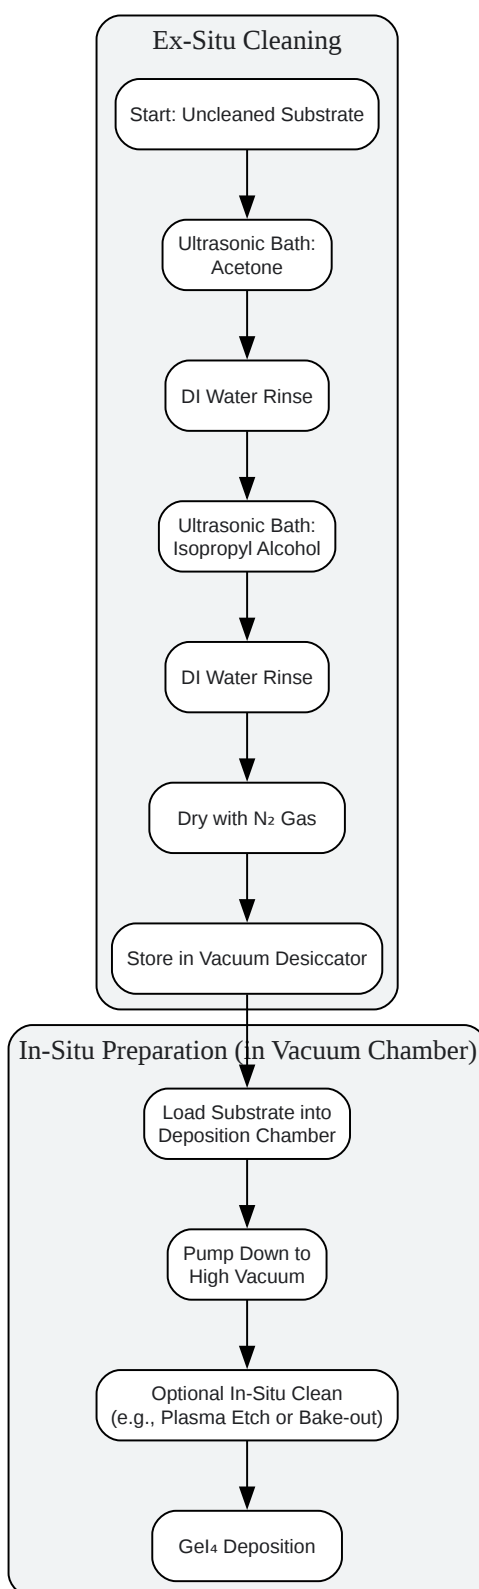 Ex-Situ Cleaning
Start: Uncleaned Substrate
Ultrasonic Bath:
Acetone
DI Water Rinse
Ultrasonic Bath:
Isopropyl Alcohol
DI Water Rinse
Dry with N₂ Gas
Store in Vacuum Desiccator
In-Situ Preparation (in Vacuum Chamber)
Load Substrate into
Deposition Chamber
Pump Down to
High Vacuum
Optional In-Situ Clean
(e.g., Plasma Etch or Bake-out)
GeI₄ Deposition